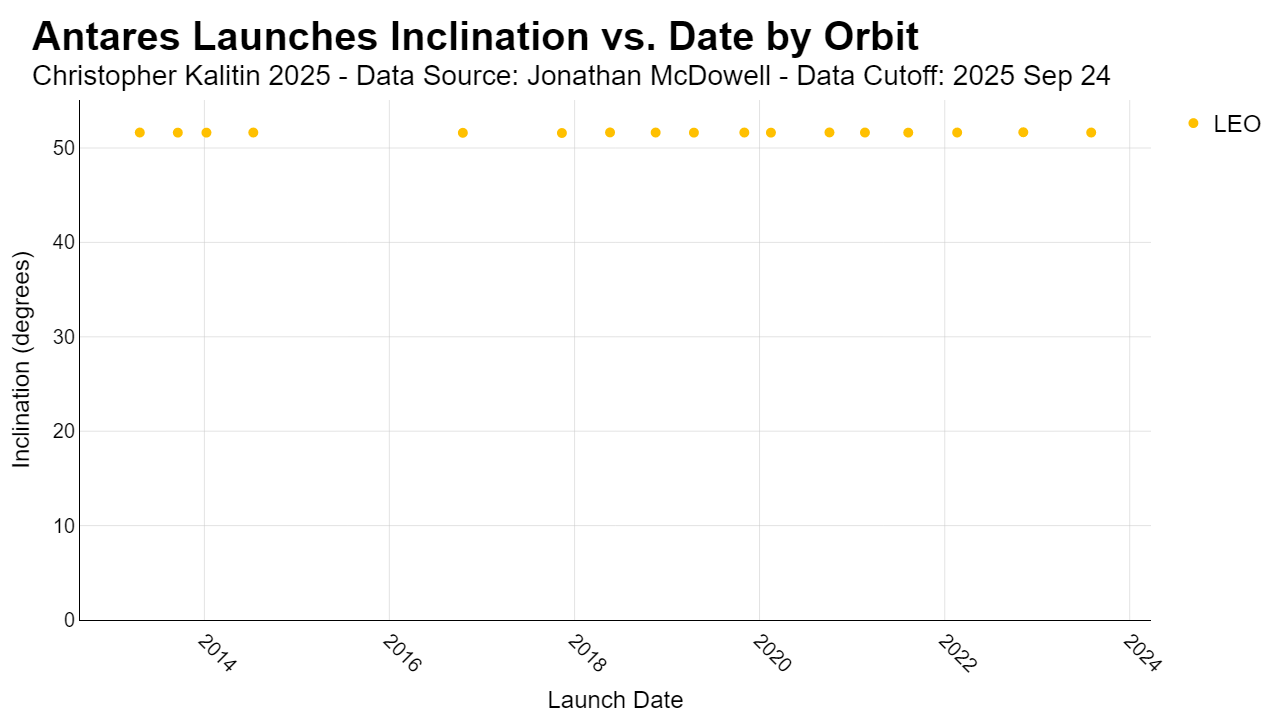 Antares Launches Inclination vs. Date by Orbit
Christopher Kalitin 2025 - Data Source: Jonathan McDowell - Data Cutoff: 2025 Sep 24
LEO
50
40
30
20
10
0
Inclination (degrees)
2014
2016
2018
2020
2022
2024
Launch Date